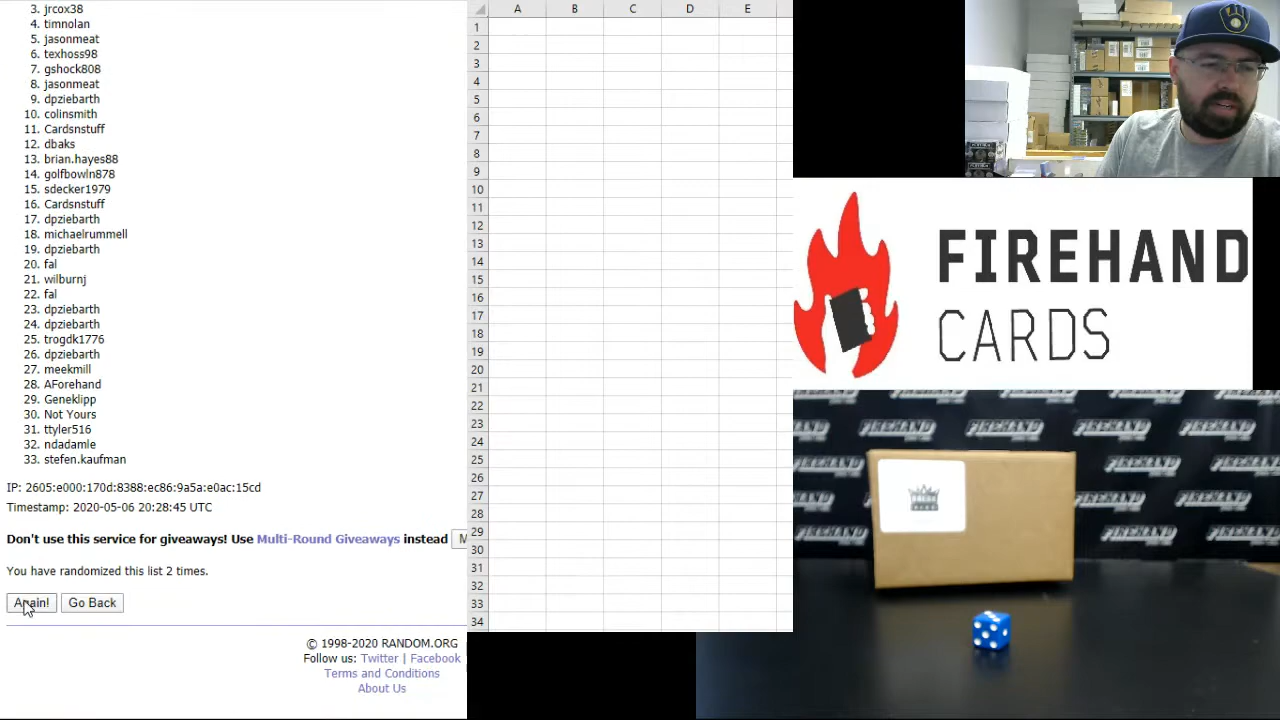 3. jrcox38
4. timnolan
5. jasonmeat
6. texhoss98
7. gshock808
8. jasonmeat
9. dpziebarth
10. colinsmith
11. Cardsnstuff
12. dbaks
13. brian.hayes88
14. golfbowln878
15. sdecker1979
16. Cardsnstuff
17. dpziebarth
18. michaelrummell
19. dpziebarth
20. fal
21. wilburnj
22. fal
23. dpziebarth
24. dpziebarth
25. trogdk1776
26. dpziebarth
27. meekmill
28. AForehand
29. Geneklipp
30. Not Yours
31. ttyler516
32. ndadamle
33. stefen.kaufman
IP: 2605:e000:170d:8388:ec86:9a5a:e0ac:15cd
Timestamp: 2020-05-06 20:28:45 UTC
Don't use this service for giveaways! Use Multi-Round Giveaways instead M
You have randomized this list 2 times.
Again! Go Back
© 1998-2020 RANDOM.ORG
Follow us: Twitter | Facebook
Terms and Conditions
About Us
A B C D E
1
2
3
4
5
6
7
8
9
10
11
12
13
14
15
16
17
18
19
20
21
22
23
24
25
26
27
28
29
30
31
32
33
34
FIREHAND
CARDS
FIREHAND FIREHAND FIREHAND